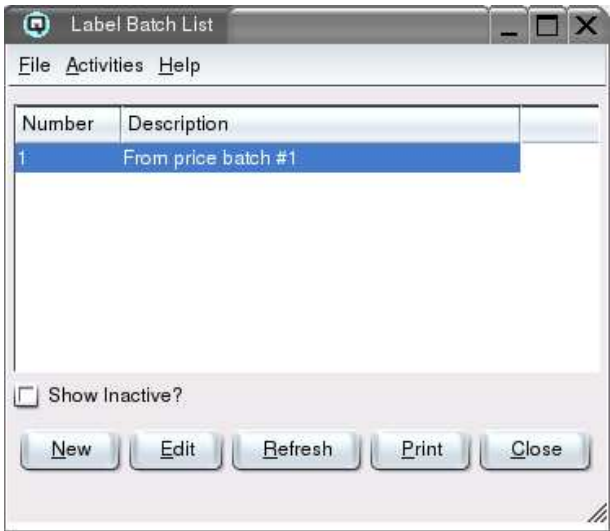 Label Batch List
File Activities Help
Number Description
1 From price batch #1
Show Inactive?
New Edit Refresh Print Close